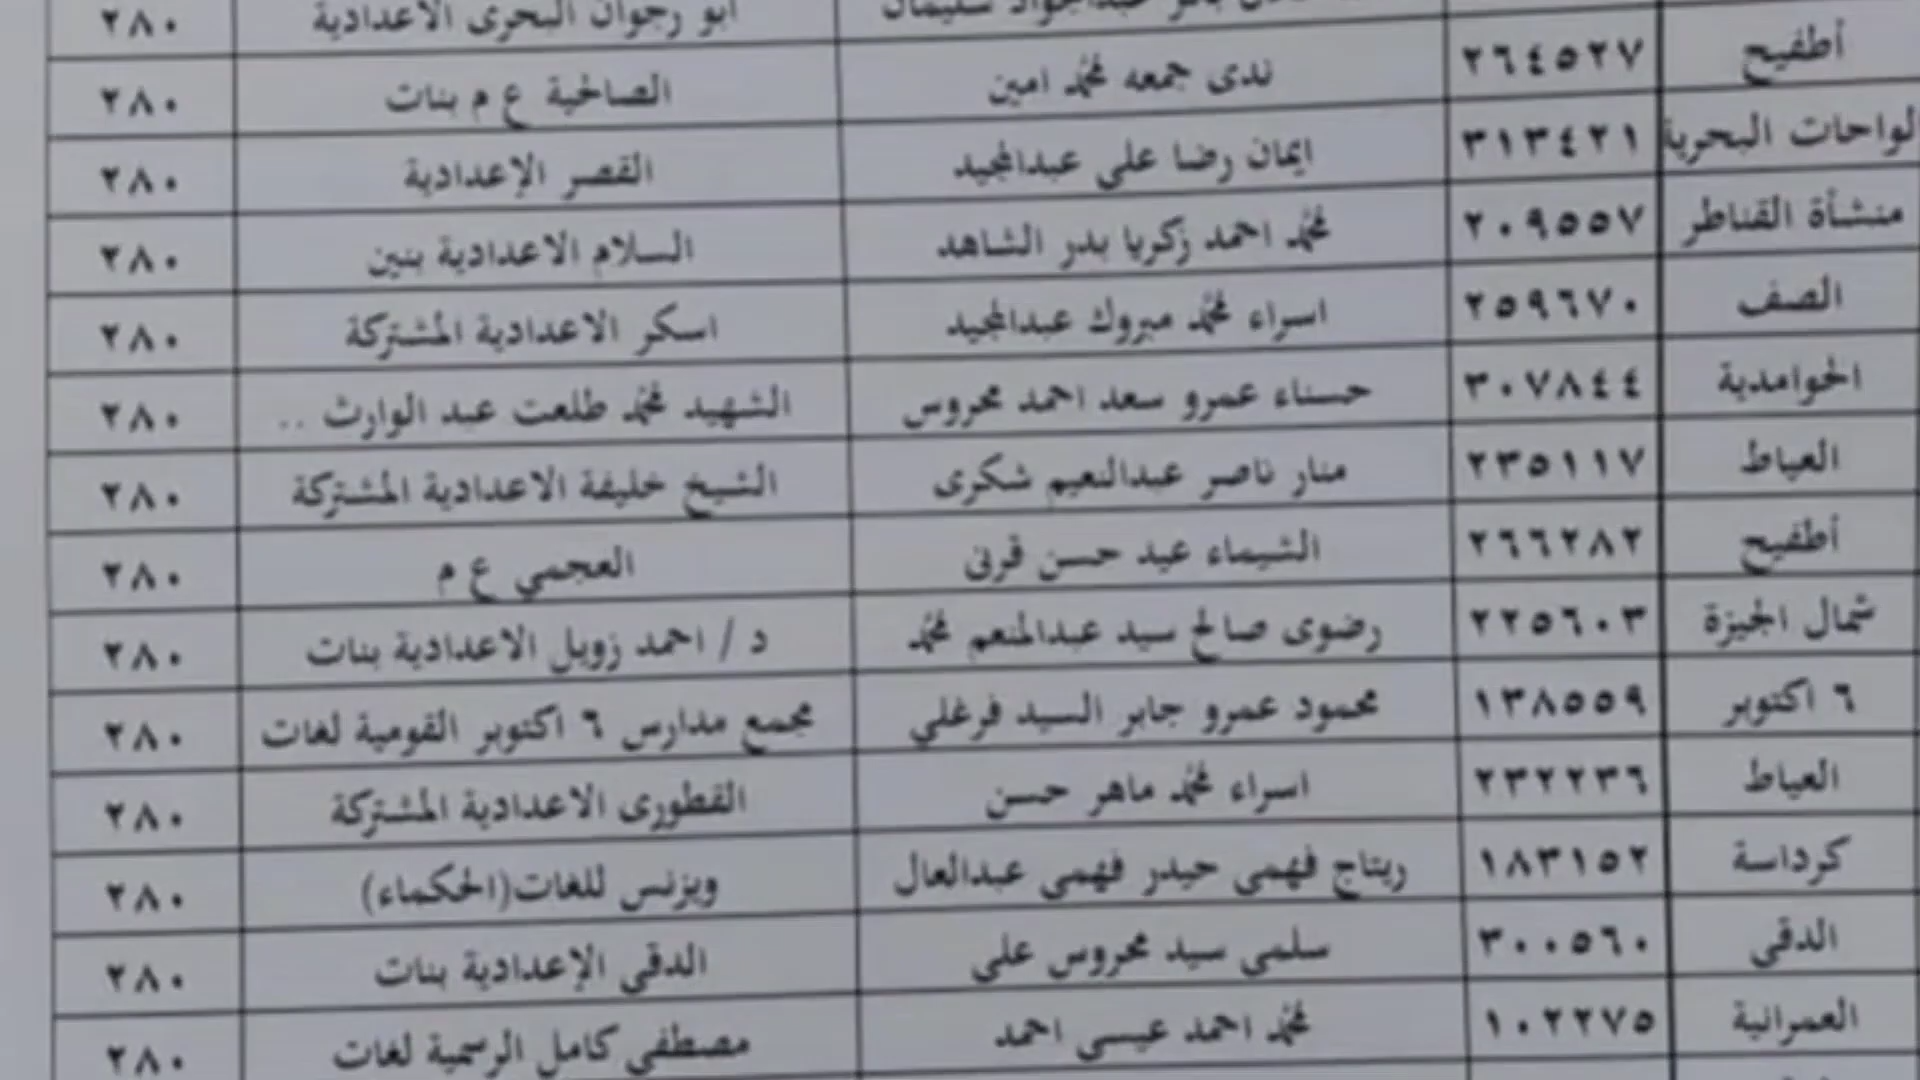 أبو رجوان البحرى الاعدادية ٢٨٠
أطفيح ٢٦٤٥٢٧ ندى جمعه محمد امين الصالحية ع م بنات ٢٨٠
لواحات البحرية ٣١٣٤٢١ ايمان رضا على عبدالمجيد القصر الإعدادية ٢٨٠
منشأة القناطر ٢٠٩٥٥٧ محمد احمد زكريا بدر الشاهد السلام الاعدادية بنين ٢٨٠
الصف ٢٥٩٦٧٠ اسراء محمد مبروك عبدالمجيد اسكر الاعدادية المشتركة ٢٨٠
الحوامدية ٣٠٧٨٤٤ حسناء عمرو سعد احمد محروس الشهيد محمد طلعت عبد الوارث .. ٢٨٠
العياط ٢٣٥١١٧ منار ناصر عبدالنعيم شكرى الشيخ خليفة الاعدادية المشتركة ٢٨٠
أطفيح ٢٦٦٢٨٢ الشيماء عيد حسن قرنى العجمي ع م ٢٨٠
شمال الجيزة ٢٢٥٦٠٣ رضوى صالح سيد عبدالمنعم محمد د / احمد زويل الاعدادية بنات ٢٨٠
٦ اكتوبر ١٣٨٥٥٩ محمود عمرو جابر السيد فرغلي مجمع مدارس ٦ اكتوبر القومية لغات ٢٨٠
العياط ٢٣٢٢٣٦ اسراء محمد ماهر حسن القطورى الاعدادية المشتركة ٢٨٠
كرداسة ١٨٣١٥٢ ريتاج فهمى حيدر فهمى عبدالعال ويزنس للغات(الحكماء) ٢٨٠
الدقى ٣٠٠٥٦٠ سلمى سيد محروس على الدقى الإعدادية بنات ٢٨٠
العمرانية ١٠٢٢٧٥ محمد احمد عيسى احمد مصطفى كامل الرسمية لغات ٢٨٠